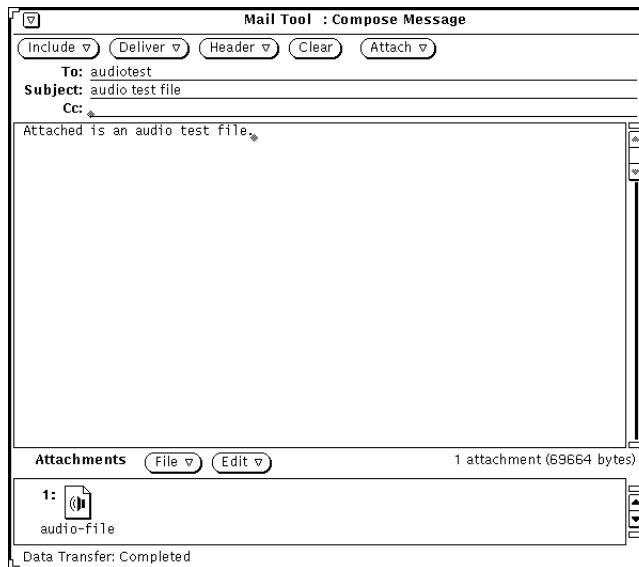 Mail Tool : Compose Message
Include Deliver Header Clear Attach
To: audiotest
Subject: audio test file
Cc:
Attached is an audio test file.
Attachments File Edit 1 attachment (69664 bytes)
1:
audio-file
Data Transfer: Completed